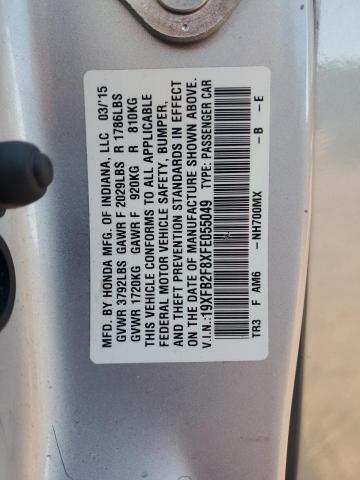 MFD. BY HONDA MFG. OF INDIANA, LLC 03/'15
GVWR 3792LBS GAWR F 2029LBS R 1786LBS
GVWR 1720KG GAWR F 920KG R 810KG
THIS VEHICLE CONFORMS TO ALL APPLICABLE
FEDERAL MOTOR VEHICLE SAFETY, BUMPER,
AND THEFT PREVENTION STANDARDS IN EFFECT
ON THE DATE OF MANUFACTURE SHOWN ABOVE.
V.I.N.:19XFB2F8XFE055049 TYPE: PASSENGER CAR
TR3 F AM6 -NH700MX -B -E